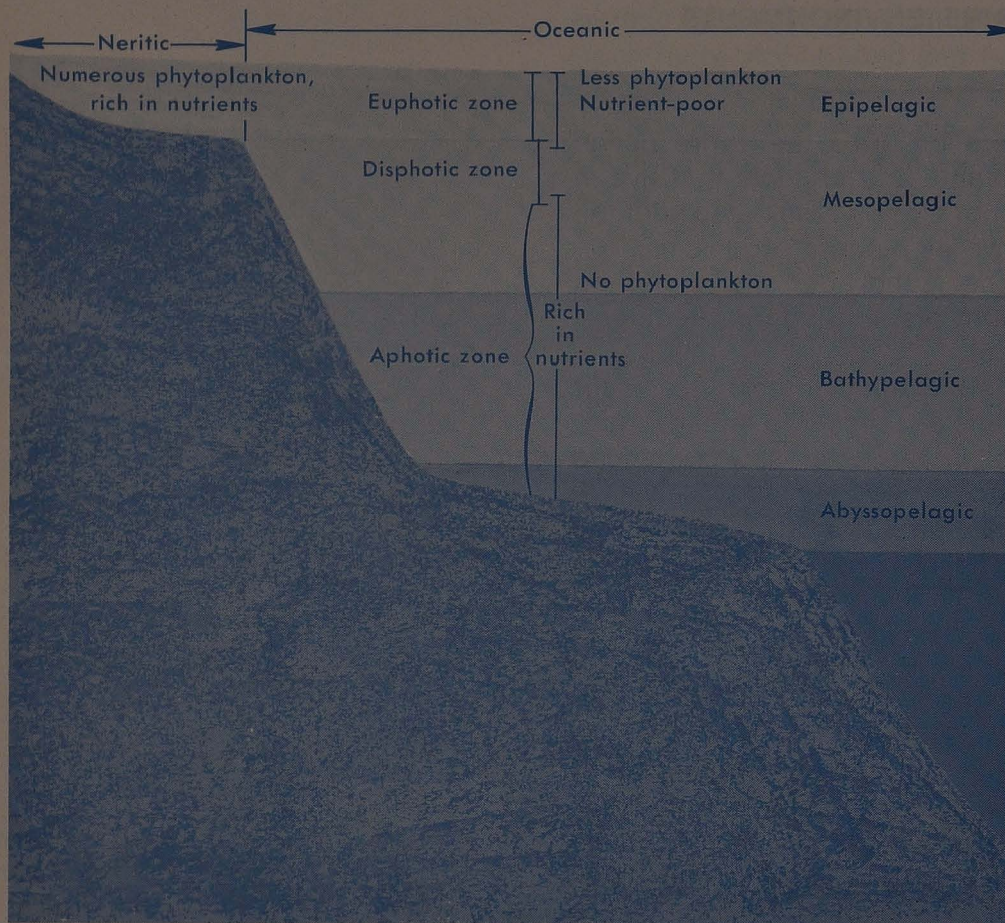 Neritic
Oceanic
Numerous phytoplankton,
rich in nutrients
Euphotic zone
Less phytoplankton
Nutrient-poor
Epipelagic
Disphotic zone
Mesopelagic
No phytoplankton
Rich
in
nutrients
Aphotic zone
Bathypelagic
Abyssopelagic